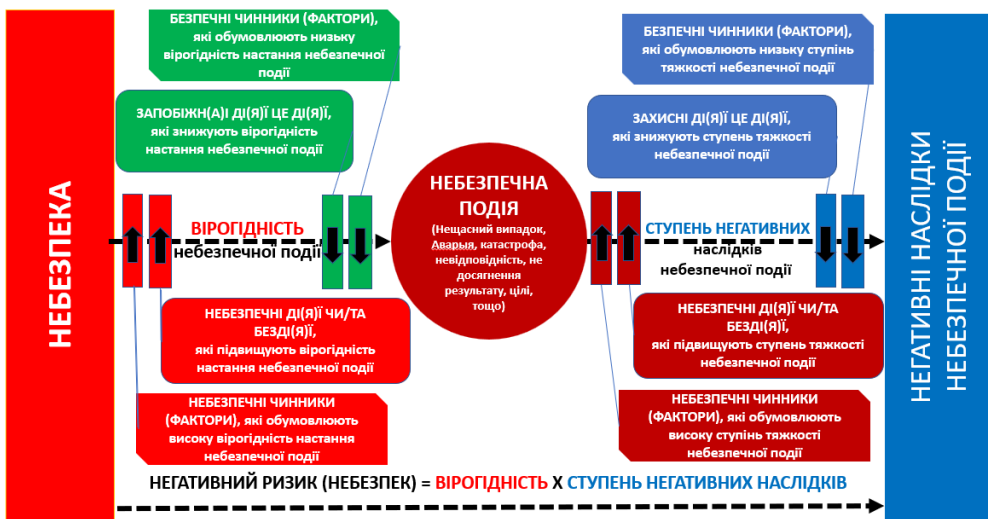 НЕБЕЗПЕКА
БЕЗПЕЧНІ ЧИННИКИ (ФАКТОРИ),
які обумовлюють низьку
вірогідність настання небезпечної
події
ЗАПОБІЖН(А)І ДІ(Я)Ї ЦЕ ДІ(Я)Ї,
які знижують вірогідність
настання небезпечної події
ВІРОГІДНІСТЬ
небезпечної події
НЕБЕЗПЕЧНІ ДІ(Я)Ї ЧИ/ТА
БЕЗДІ(Я)Ї,
які підвищують вірогідність
настання небезпечної події
НЕБЕЗПЕЧНІ ЧИННИКИ
(ФАКТОРИ), які обумовлюють
високу вірогідність настання
небезпечної події
НЕБЕЗПЕЧНА
ПОДІЯ
(Нещасний випадок,
Аварія, катастрофа,
невідповідність, не
досягнення
результату, цілі,
тощо)
БЕЗПЕЧНІ ЧИННИКИ (ФАКТОРИ),
які обумовлюють низьку ступінь
тяжкості небезпечної події
ЗАХИСНІ ДІ(Я)Ї ЦЕ ДІ(Я)Ї,
які знижують ступень тяжкості
небезпечної події
СТУПЕНЬ НЕГАТИВНИХ
наслідків
небезпечної події
НЕБЕЗПЕЧНІ ДІ(Я)Ї ЧИ/ТА
БЕЗДІ(Я)Ї,
які підвищують ступень тяжкості
небезпечної події
НЕБЕЗПЕЧНІ ЧИННИКИ
(ФАКТОРИ), які обумовлюють
високу ступінь тяжкості
небезпечної події
НЕГАТИВНІ НАСЛІДКИ
НЕБЕЗПЕЧНОЇ ПОДІЇ
НЕГАТИВНИЙ РИЗИК (НЕБЕЗПЕК) = ВІРОГІДНІСТЬ Х СТУПЕНЬ НЕГАТИВНИХ НАСЛІДКІВ